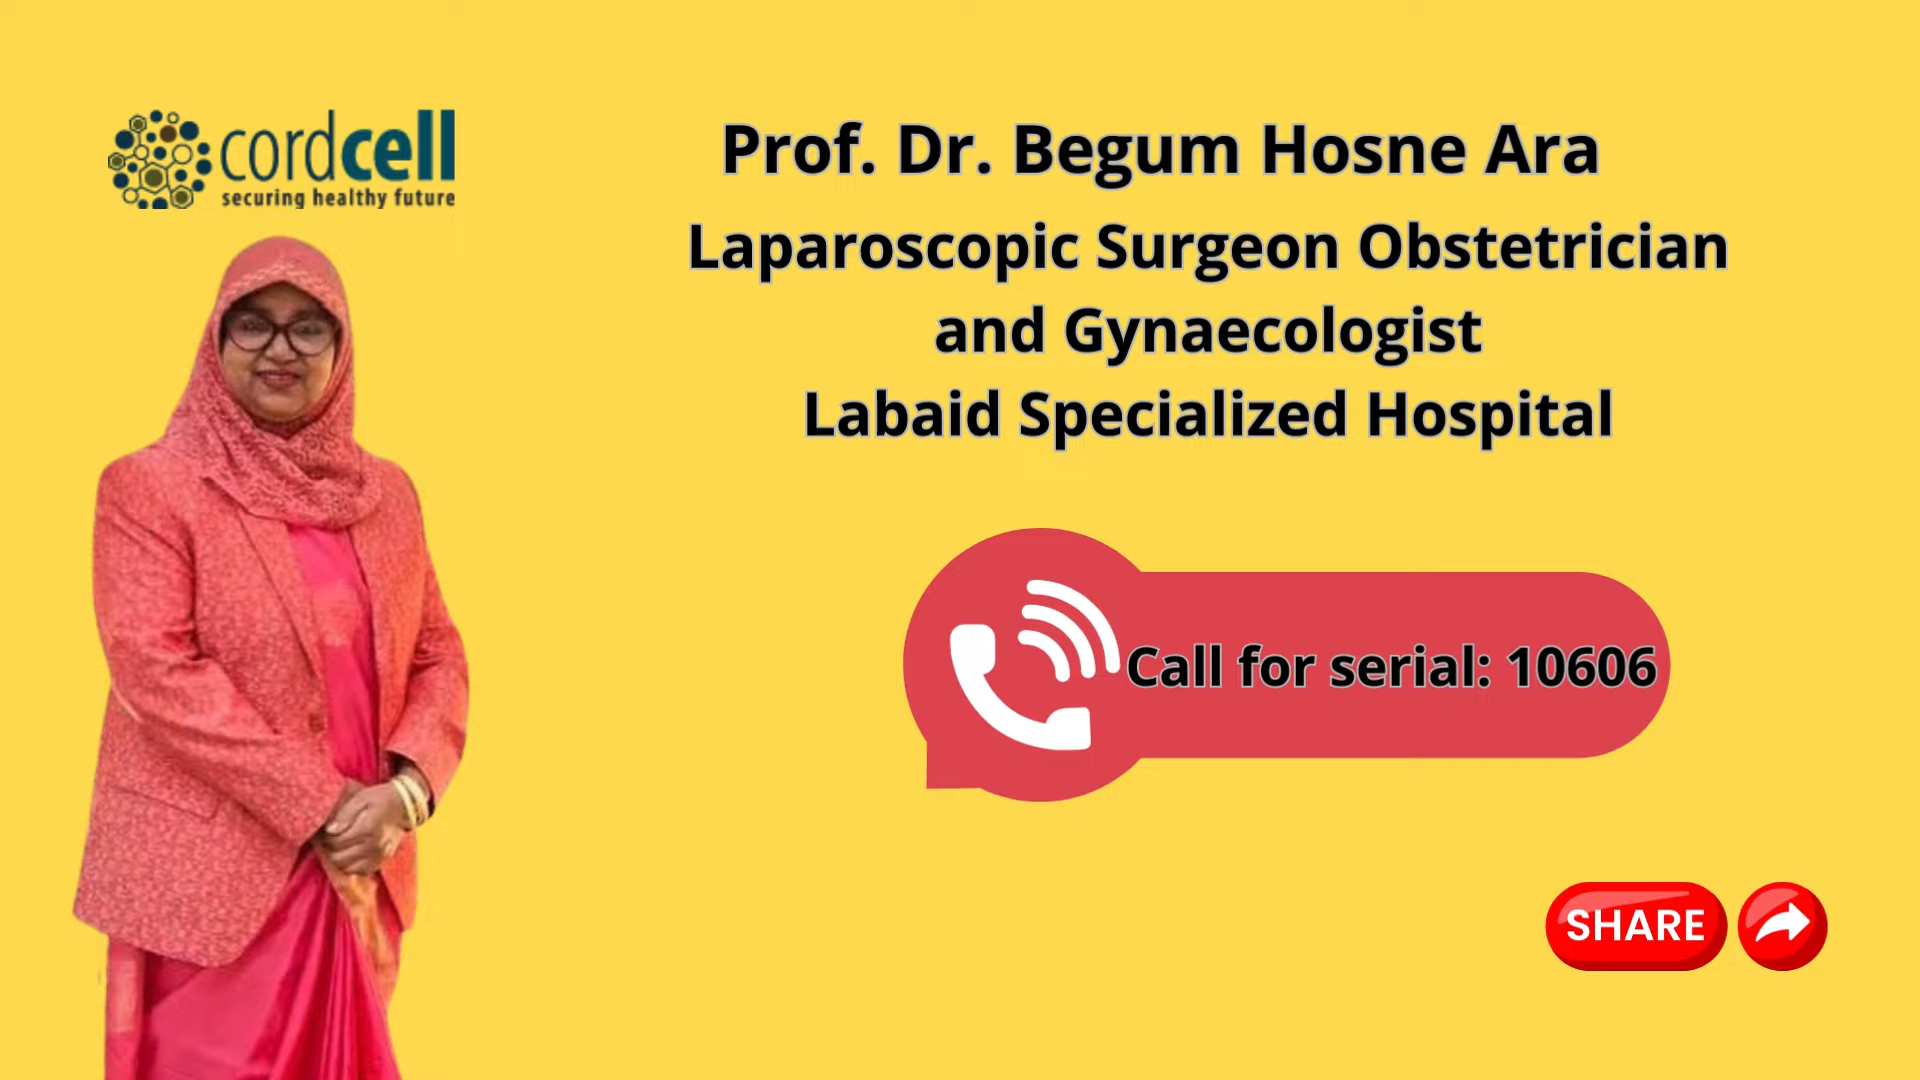 cordcell
securing healthy future
Prof. Dr. Begum Hosne Ara
Laparoscopic Surgeon Obstetrician
and Gynaecologist
Labaid Specialized Hospital
Call for serial: 10606
SHARE